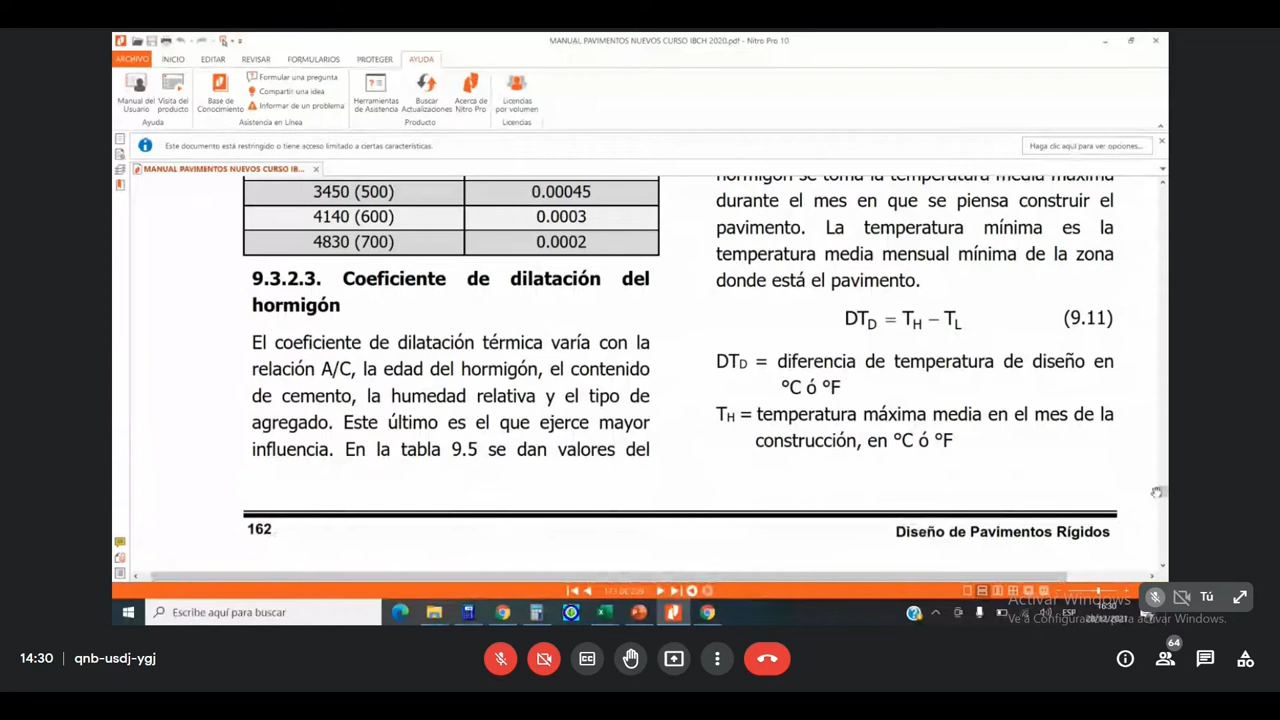 MANUAL PAVIMENTOS NUEVOS CURSO IBCH 2020.pdf - Nitro Pro 10
ARCHIVO INICIO EDITAR REVISAR FORMULARIOS PROTEGER AYUDA
Manual del Usuario
Visita del producto
Ayuda
Base de Conocimiento
Formular una pregunta
Compartir una idea
Informar de un problema
Asistencia en Línea
Herramientas de Asistencia
Buscar Actualizaciones
Acerca de Nitro Pro
Producto
Licencias por volumen
Licencias
Este documento está restringido o tiene acceso limitado a ciertas características.
Haga clic aquí para ver opciones...
MANUAL PAVIMENTOS NUEVOS CURSO IB...
3450 (500) 0.00045
4140 (600) 0.0003
4830 (700) 0.0002
9.3.2.3. Coeficiente de dilatación del
hormigón
El coeficiente de dilatación térmica varía con la
relación A/C, la edad del hormigón, el contenido
de cemento, la humedad relativa y el tipo de
agregado. Este último es el que ejerce mayor
influencia. En la tabla 9.5 se dan valores del
hormigón se toma la temperatura media máxima
durante el mes en que se piensa construir el
pavimento. La temperatura mínima es la
temperatura media mensual mínima de la zona
donde está el pavimento.
DTD = TH − TL (9.11)
DTD = diferencia de temperatura de diseño en
°C ó °F
TH = temperatura máxima media en el mes de la
construcción, en °C ó °F
162
Diseño de Pavimentos Rígidos
Activar Windows
Ve a Configuración para activar Windows.
Escribe aquí para buscar
ESP
16:30
Tú
14:30 | qnb-usdj-ygj
64